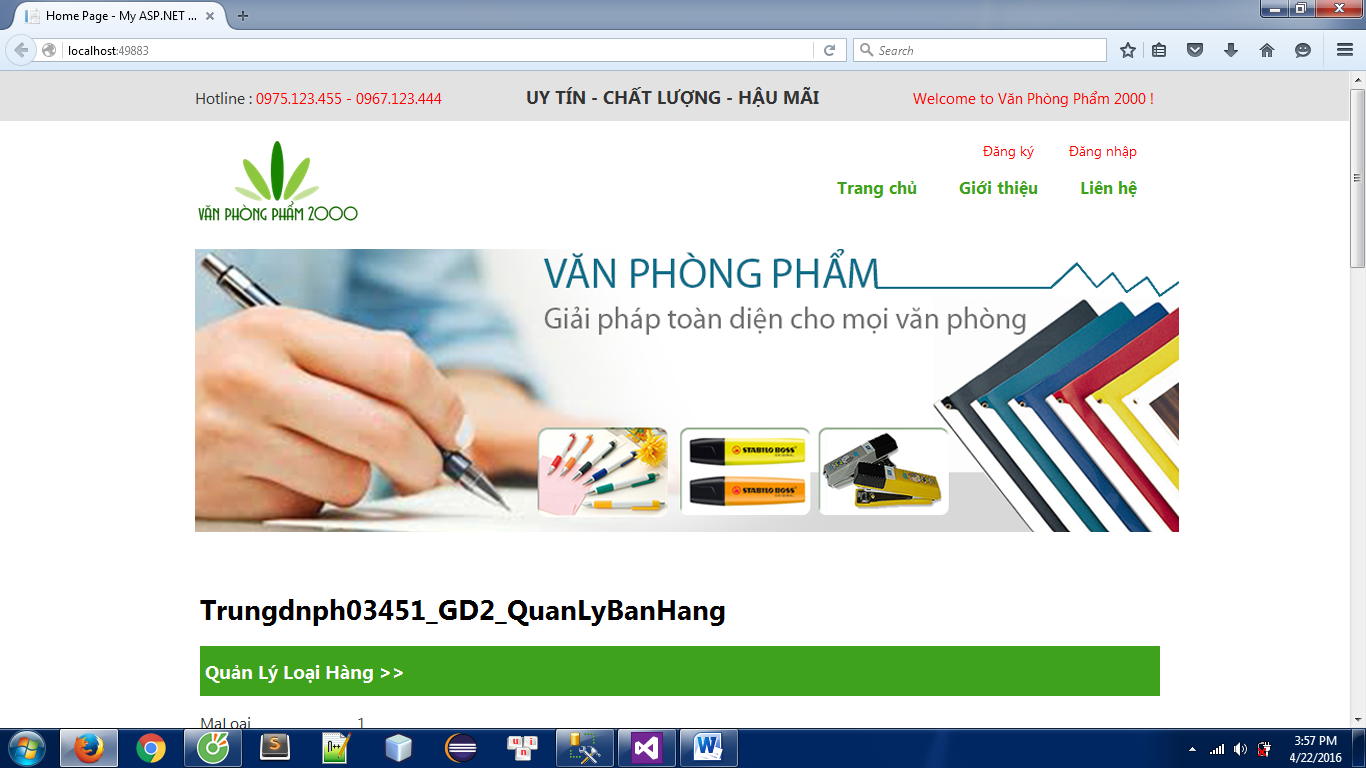 Home Page - My ASP.NET ...
localhost:49883
Search
Hotline : 0975.123.455 - 0967.123.444
UY TÍN - CHẤT LƯỢNG - HẬU MÃI
Welcome to Văn Phòng Phẩm 2000 !
Đăng ký
Đăng nhập
VĂN PHÒNG PHẨM 2000
Trang chủ
Giới thiệu
Liên hệ
VĂN PHÒNG PHẨM
Giải pháp toàn diện cho mọi văn phòng
STABILO BOSS
STABILO BOSS
Trungdnph03451_GD2_QuanLyBanHang
Quản Lý Loại Hàng >>
MaLoai 1
3:57 PM
4/22/2016